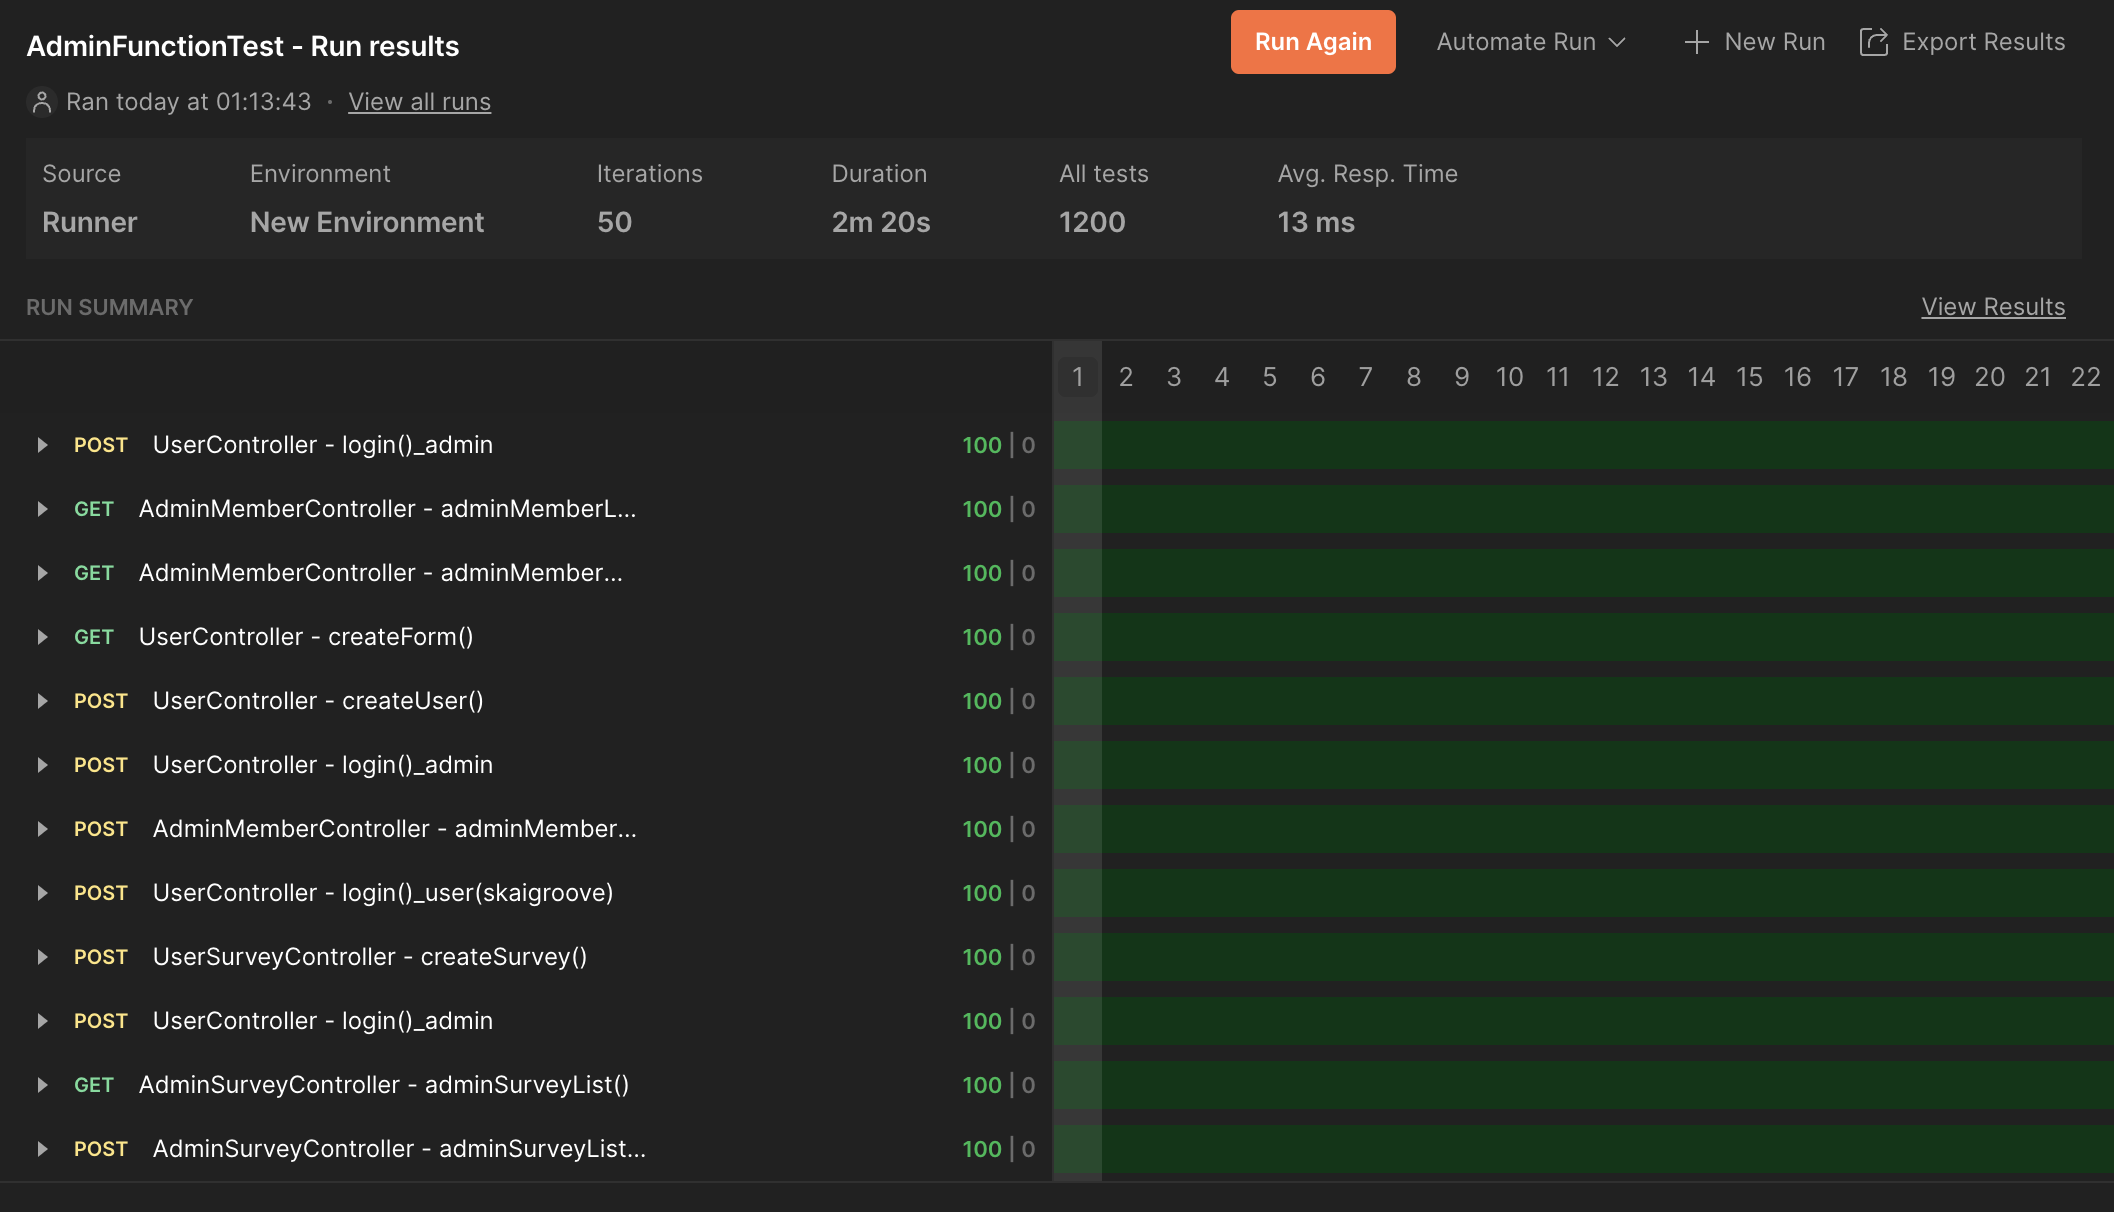 AdminFunctionTest - Run results
Run Again
Automate Run
New Run
Export Results
Ran today at 01:13:43 · View all runs
Source Environment Iterations Duration All tests Avg. Resp. Time
Runner New Environment 50 2m 20s 1200 13 ms
RUN SUMMARY
View Results
1 2 3 4 5 6 7 8 9 10 11 12 13 14 15 16 17 18 19 20 21 22
POST UserController - login()_admin 100 | 0
GET AdminMemberController - adminMemberL... 100 | 0
GET AdminMemberController - adminMember... 100 | 0
GET UserController - createForm() 100 | 0
POST UserController - createUser() 100 | 0
POST UserController - login()_admin 100 | 0
POST AdminMemberController - adminMember... 100 | 0
POST UserController - login()_user(skaigroove) 100 | 0
POST UserSurveyController - createSurvey() 100 | 0
POST UserController - login()_admin 100 | 0
GET AdminSurveyController - adminSurveyList() 100 | 0
POST AdminSurveyController - adminSurveyList... 100 | 0